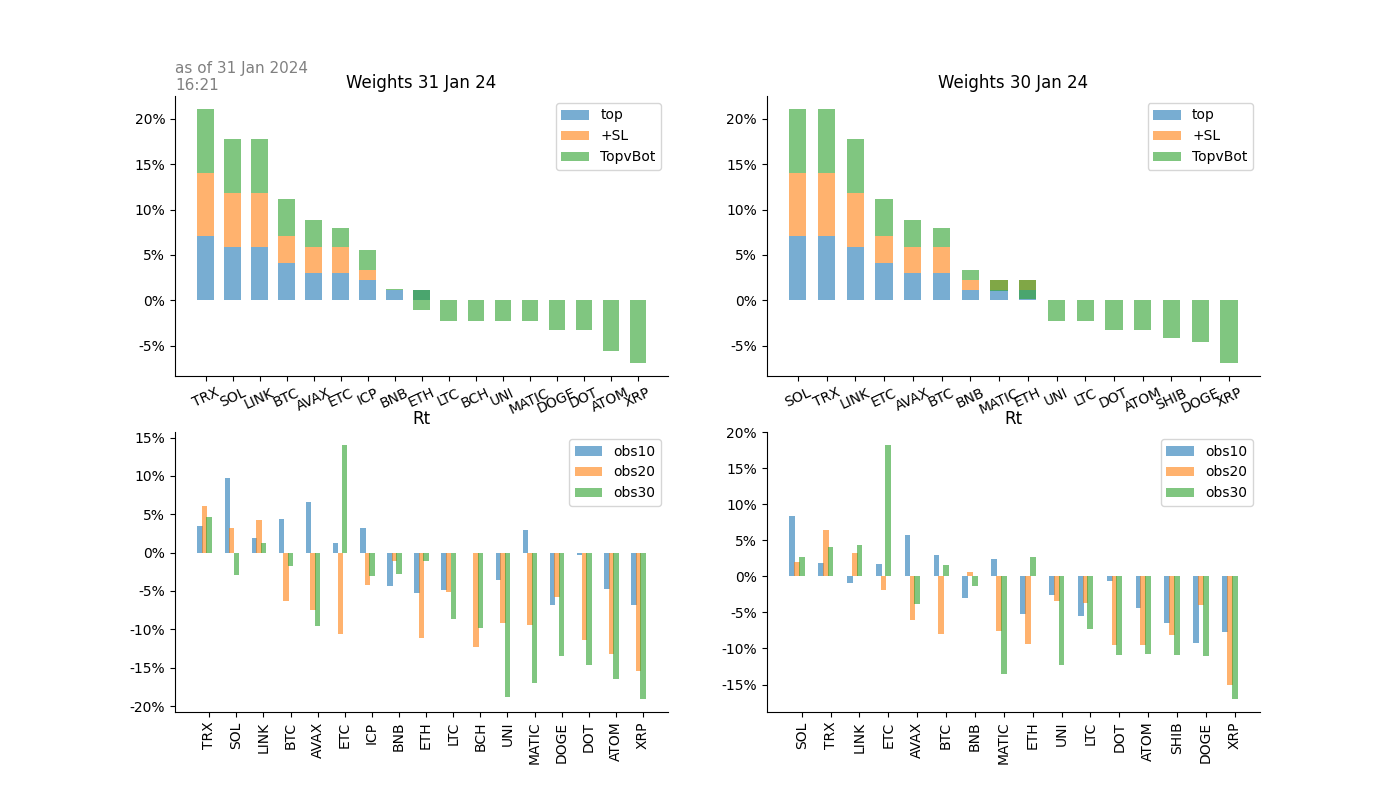 as of 31 Jan 2024
16:21
Weights 31 Jan 24
20%
15%
10%
5%
0%
-5%
top
+SL
TopvBot
TRX SOL LINK BTC AVAX ETC ICP BNB ETH LTC BCH UNI MATIC DOGE DOT ATOM XRP
Weights 30 Jan 24
20%
15%
10%
5%
0%
-5%
top
+SL
TopvBot
SOL TRX LINK ETC AVAX BTC BNB MATIC ETH UNI LTC DOT ATOM SHIB DOGE XRP
Rt
15%
10%
5%
0%
-5%
-10%
-15%
-20%
obs10
obs20
obs30
TRX SOL LINK BTC AVAX ETC ICP BNB ETH LTC BCH UNI MATIC DOGE DOT ATOM XRP
Rt
20%
15%
10%
5%
0%
-5%
-10%
-15%
obs10
obs20
obs30
SOL TRX LINK ETC AVAX BTC BNB MATIC ETH UNI LTC DOT ATOM SHIB DOGE XRP